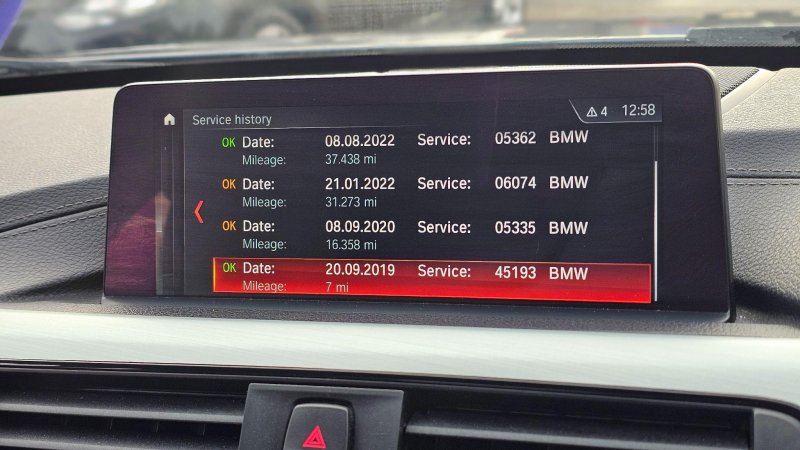 Service history
⚠ 4 12:58
OK Date: 08.08.2022 Service: 05362 BMW
Mileage: 37.438 mi
OK Date: 21.01.2022 Service: 06074 BMW
Mileage: 31.273 mi
OK Date: 08.09.2020 Service: 05335 BMW
Mileage: 16.358 mi
OK Date: 20.09.2019 Service: 45193 BMW
Mileage: 7 mi